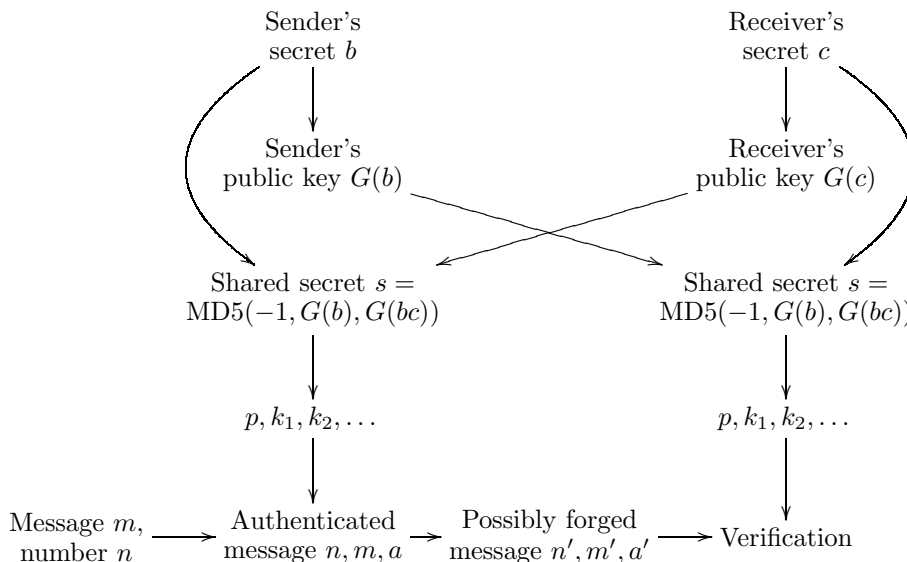 Sender's
secret b
Receiver's
secret c
Sender's
public key G(b)
Receiver's
public key G(c)
Shared secret s =
MD5(−1, G(b), G(bc))
Shared secret s =
MD5(−1, G(b), G(bc))
p, k₁, k₂, . . .
p, k₁, k₂, . . .
Message m,
number n
Authenticated
message n, m, a
Possibly forged
message n′, m′, a′
Verification